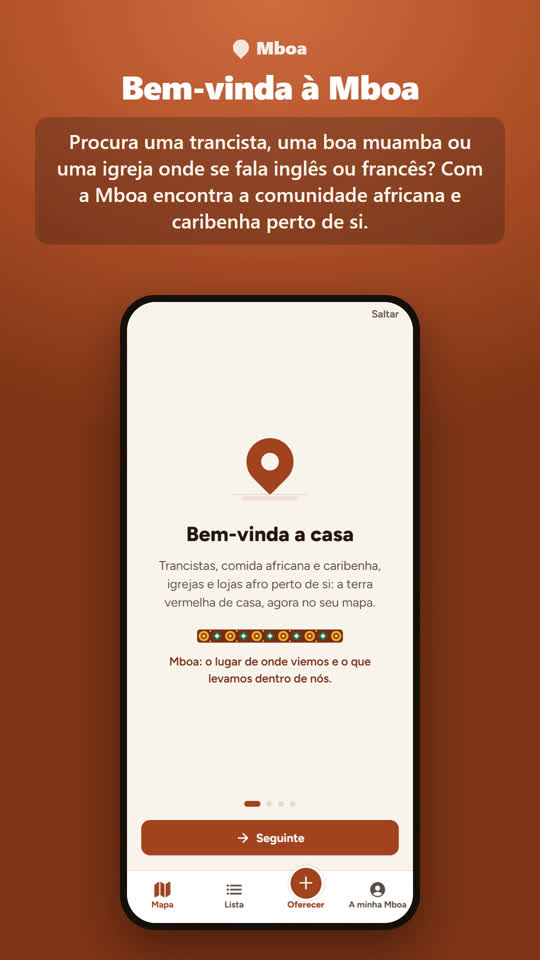 Mboa
Bem-vinda à Mboa
Procura uma trancista, uma boa muamba ou
uma igreja onde se fala inglês ou francês? Com
a Mboa encontra a comunidade africana e
caribenha perto de si.
Saltar
Bem-vinda a casa
Trancistas, comida africana e caribenha,
igrejas e lojas afro perto de si: a terra
vermelha de casa, agora no seu mapa.
Mboa: o lugar de onde viemos e o que
levamos dentro de nós.
Seguinte
Mapa
Lista
Oferecer
A minha Mboa